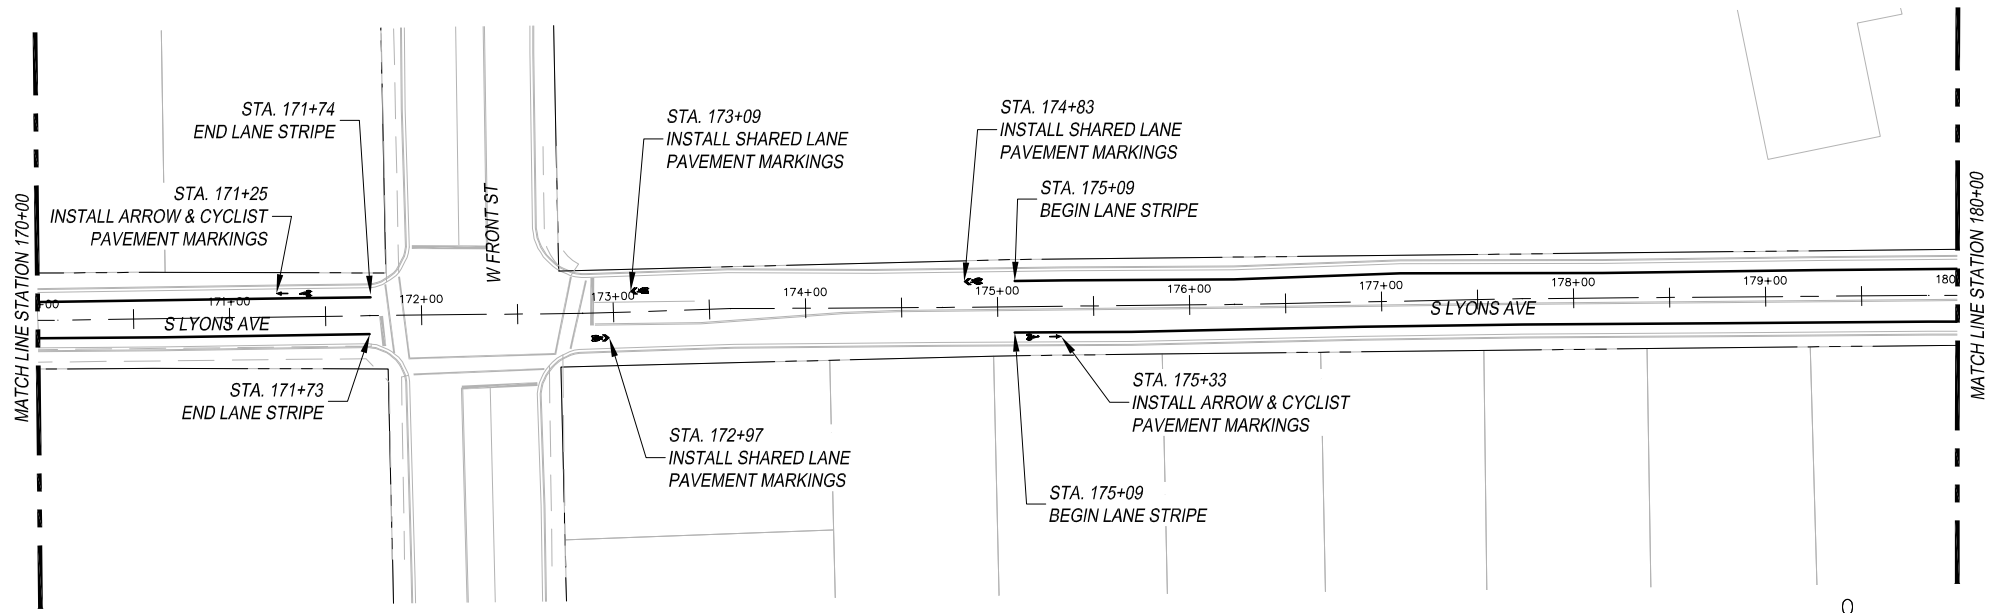 STA. 171+74
END LANE STRIPE
STA. 171+25
INSTALL ARROW & CYCLIST
PAVEMENT MARKINGS
MATCH LINE STATION 170+00
W FRONT ST
STA. 173+09
INSTALL SHARED LANE
PAVEMENT MARKINGS
STA. 174+83
INSTALL SHARED LANE
PAVEMENT MARKINGS
STA. 175+09
BEGIN LANE STRIPE
MATCH LINE STATION 180+00
+00
171+00
172+00
173+00
174+00
175+00
176+00
177+00
178+00
179+00
180
S LYONS AVE
S LYONS AVE
STA. 171+73
END LANE STRIPE
STA. 172+97
INSTALL SHARED LANE
PAVEMENT MARKINGS
STA. 175+33
INSTALL ARROW & CYCLIST
PAVEMENT MARKINGS
STA. 175+09
BEGIN LANE STRIPE